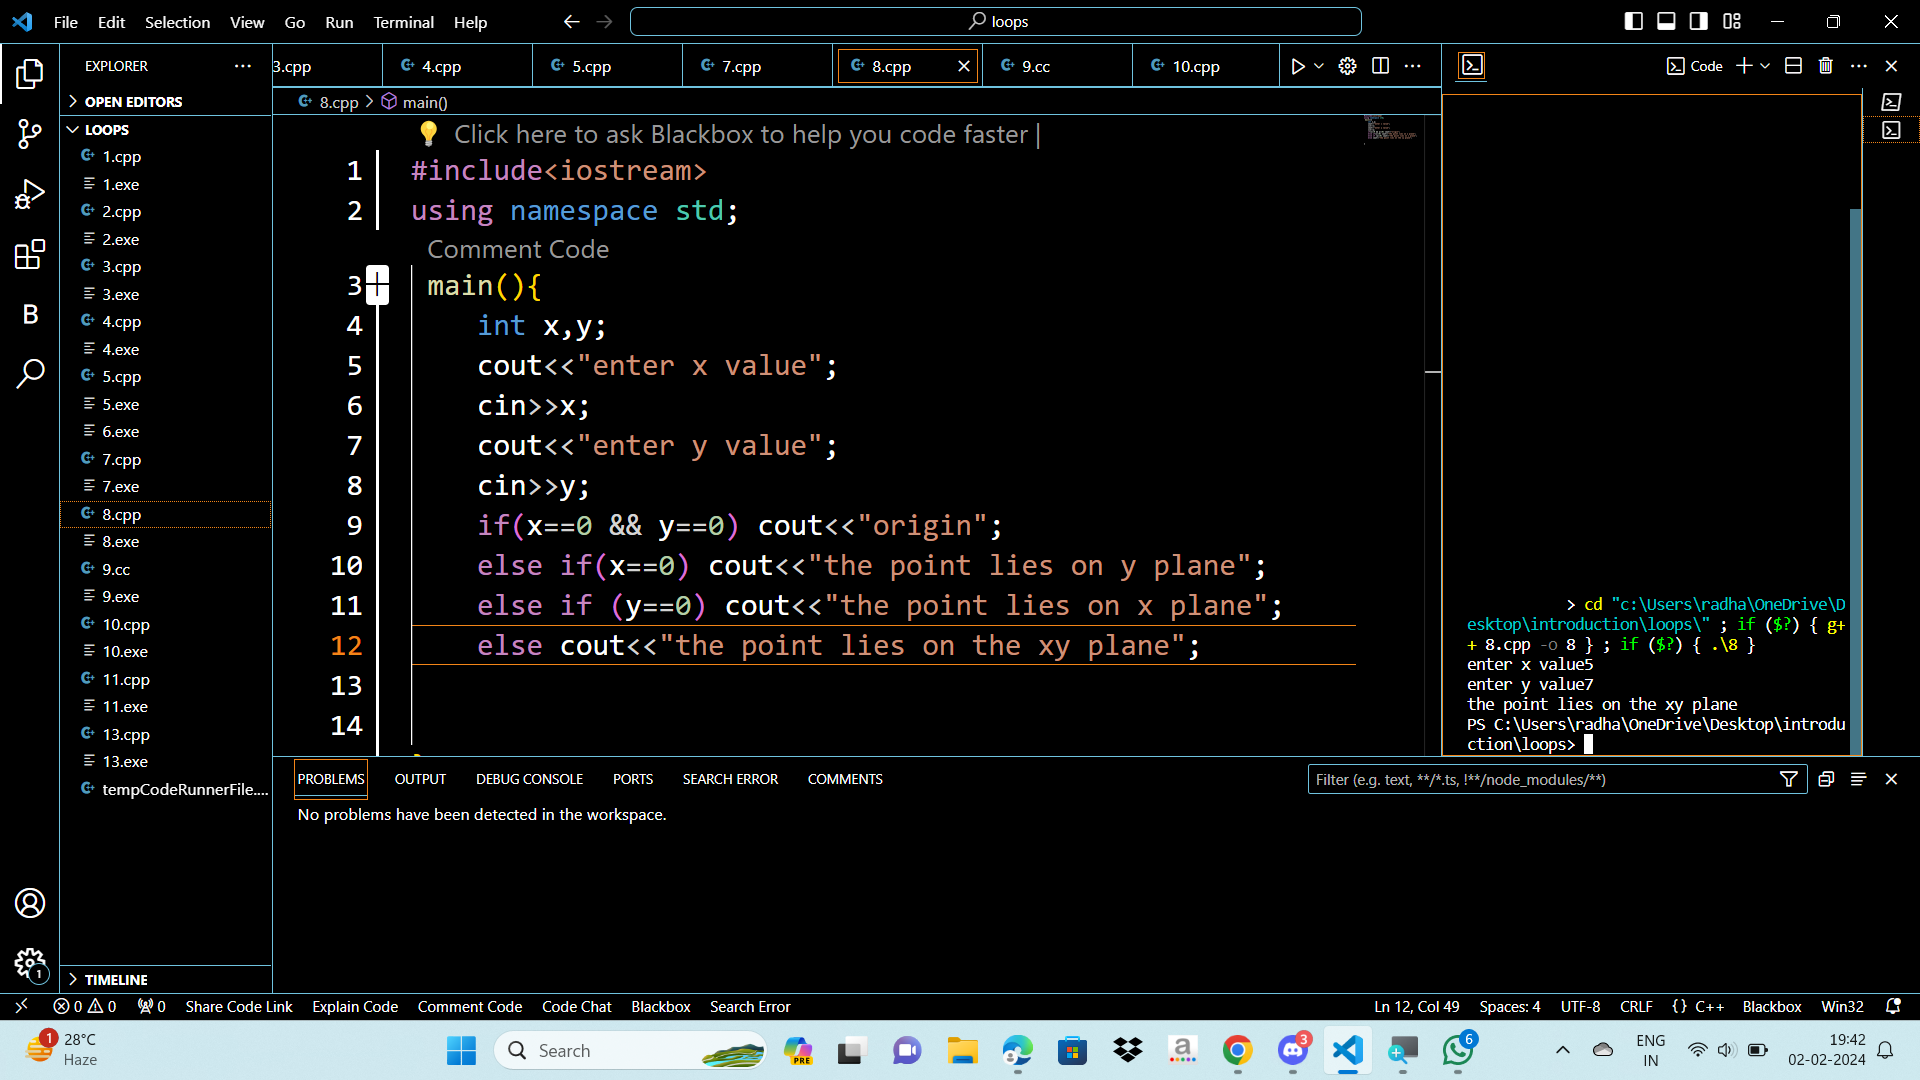 File Edit Selection View Go Run Terminal Help
loops
EXPLORER
3.cpp
4.cpp
5.cpp
7.cpp
8.cpp
9.cc
10.cpp
Code
OPEN EDITORS
LOOPS
1.cpp
1.exe
2.cpp
2.exe
3.cpp
3.exe
4.cpp
4.exe
5.cpp
5.exe
6.exe
7.cpp
7.exe
8.cpp
8.exe
9.cc
9.exe
10.cpp
10.exe
11.cpp
11.exe
13.cpp
13.exe
tempCodeRunnerFile....
TIMELINE
B
1
8.cpp > main()
Click here to ask Blackbox to help you code faster |
1 #include<iostream>
2 using namespace std;
Comment Code
3 main(){
4 int x,y;
5 cout<<"enter x value";
6 cin>>x;
7 cout<<"enter y value";
8 cin>>y;
9 if(x==0 && y==0) cout<<"origin";
10 else if(x==0) cout<<"the point lies on y plane";
11 else if (y==0) cout<<"the point lies on x plane";
12 else cout<<"the point lies on the xy plane";
13
14
> cd "c:\Users\radha\OneDrive\D
esktop\introduction\loops\" ; if ($?) { g+
+ 8.cpp -o 8 } ; if ($?) { .\8 }
enter x value5
enter y value7
the point lies on the xy plane
PS C:\Users\radha\OneDrive\Desktop\introdu
ction\loops>
PROBLEMS OUTPUT DEBUG CONSOLE PORTS SEARCH ERROR COMMENTS
Filter (e.g. text, **/*.ts, !**/node_modules/**)
No problems have been detected in the workspace.
0 0 0 Share Code Link Explain Code Comment Code Code Chat Blackbox Search Error
Ln 12, Col 49 Spaces: 4 UTF-8 CRLF {} C++ Blackbox Win32
1
28°C
Haze
Search
PRE
a
3
6
ENG
IN
19:42
02-02-2024